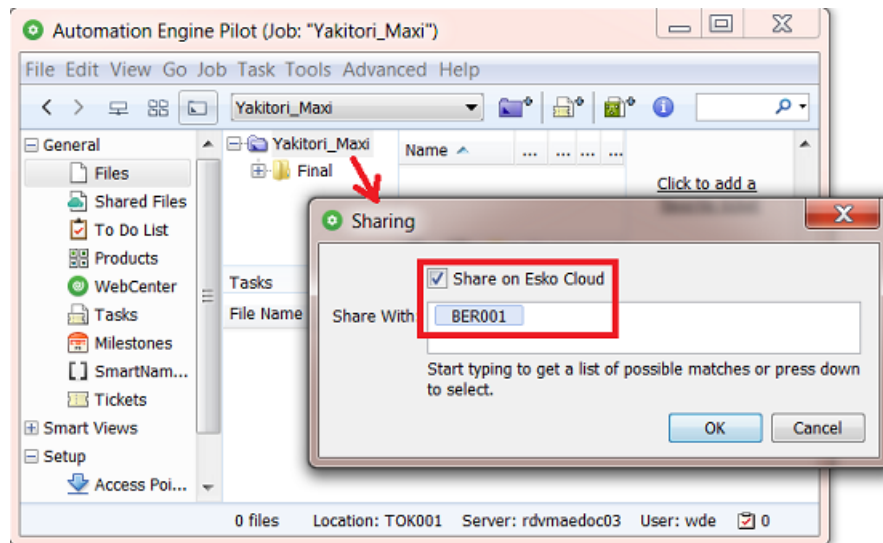 Automation Engine Pilot (Job: "Yakitori_Maxi")
File Edit View Go Job Task Tools Advanced Help
Yakitori_Maxi
General
Files
Shared Files
To Do List
Products
WebCenter
Tasks
Milestones
[ ] SmartNam...
Tickets
Smart Views
Setup
Access Poi...
Yakitori_Maxi
Final
Name ... ... ... ...
Click to add a
Tasks
File Name
Sharing
Share on Esko Cloud
Share With BER001
Start typing to get a list of possible matches or press down
to select.
OK Cancel
0 files Location: TOK001 Server: rdvmaedoc03 User: wde 0